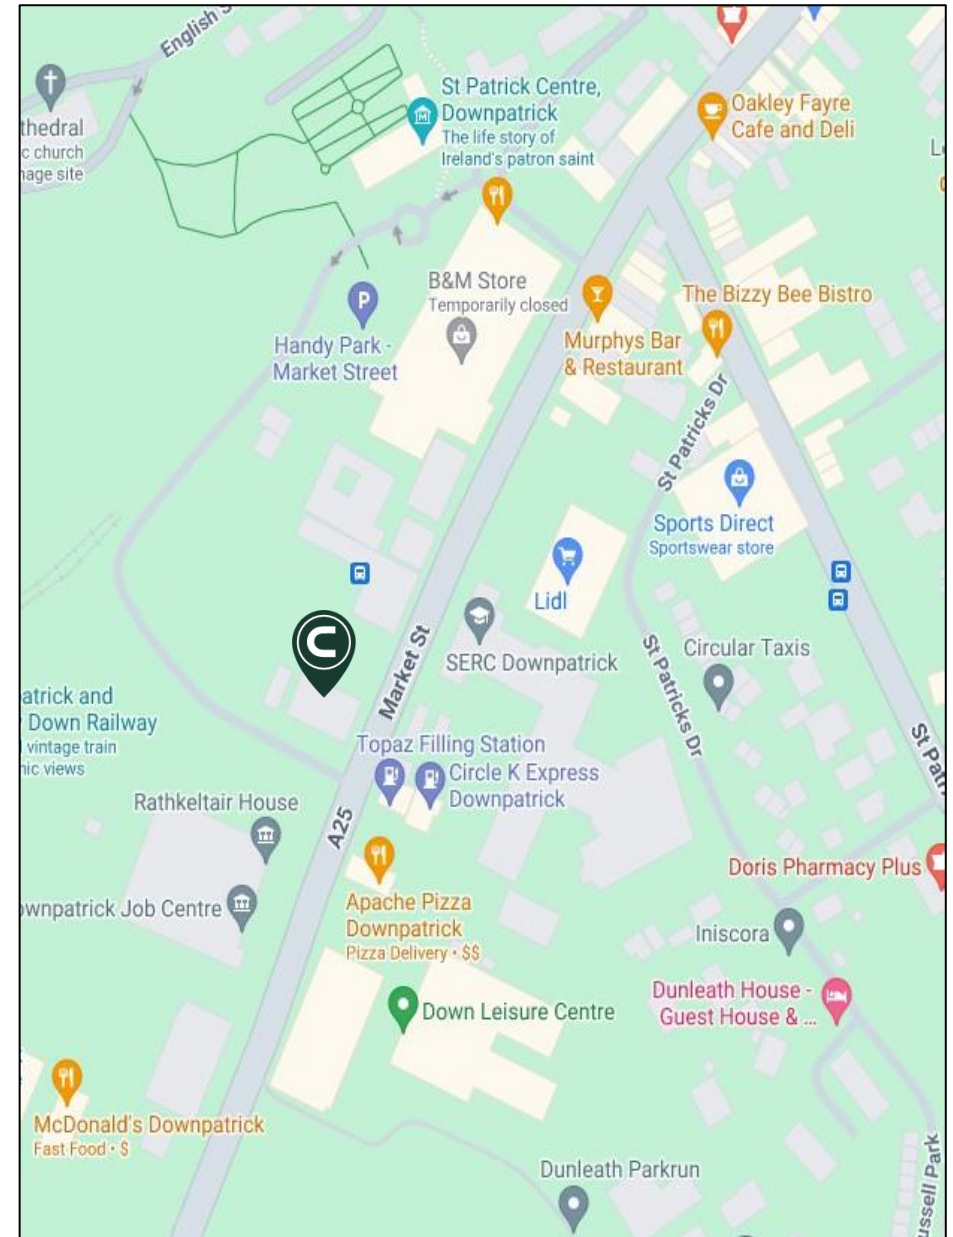 English S
St Patrick Centre,
Downpatrick
The life story of
Ireland's patron saint
Oakley Fayre
Cafe and Deli
thedral
c church
nage site
B&M Store
Temporarily closed
The Bizzy Bee Bistro
P
Handy Park -
Market Street
Murphys Bar
& Restaurant
St Patricks Dr
Sports Direct
Sportswear store
Lidl
C
Market St
SERC Downpatrick
St Patricks Dr
Circular Taxis
atrick and
Down Railway
vintage train
nic views
St Patr
Topaz Filling Station
Circle K Express
Downpatrick
Rathkeltair House
A25
Doris Pharmacy Plus
ownpatrick Job Centre
Apache Pizza
Downpatrick
Pizza Delivery • $$
Iniscora
Dunleath House -
Guest House & ...
Down Leisure Centre
McDonald's Downpatrick
Fast Food • $
Dunleath Parkrun
ussell Park